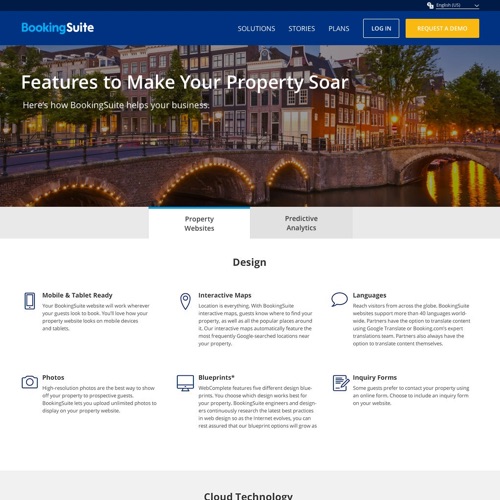 English (US)
BookingSuite
SOLUTIONS STORIES PLANS LOG IN REQUEST A DEMO
Features to Make Your Property Soar
Here's how BookingSuite helps your business.
Property
Websites
Predictive
Analytics
Design
Mobile & Tablet Ready
Your BookingSuite website will work wherever
your guests look to book. You'll love how your
property website looks on mobile devices
and tablets.
Interactive Maps
Location is everything. With BookingSuite
interactive maps, guests know where to find your
property, as well as all the popular places around
it. Our interactive maps automatically feature the
most frequently Google-searched locations near
your property.
Languages
Reach visitors from across the globe. BookingSuite
websites support more than 40 languages world-
wide. Partners have the option to translate content
using Google Translate or Booking.com's expert
translations team. Partners also always have the
option to translate content themselves.
Photos
High-resolution photos are the best way to show
off your property to prospective guests.
BookingSuite lets you upload unlimited photos to
display on your property website.
Blueprints*
WebComplete features five different design blue-
prints. You choose which design works best for
your property. BookingSuite engineers and design-
ers continuously research the latest best practices
in web design so as the internet evolves, you can
rest assured that our blueprint options will grow as
Inquiry Forms
Some guests prefer to contact your property using
an online form. Choose to include an inquiry form
on your website.
Cloud Technology